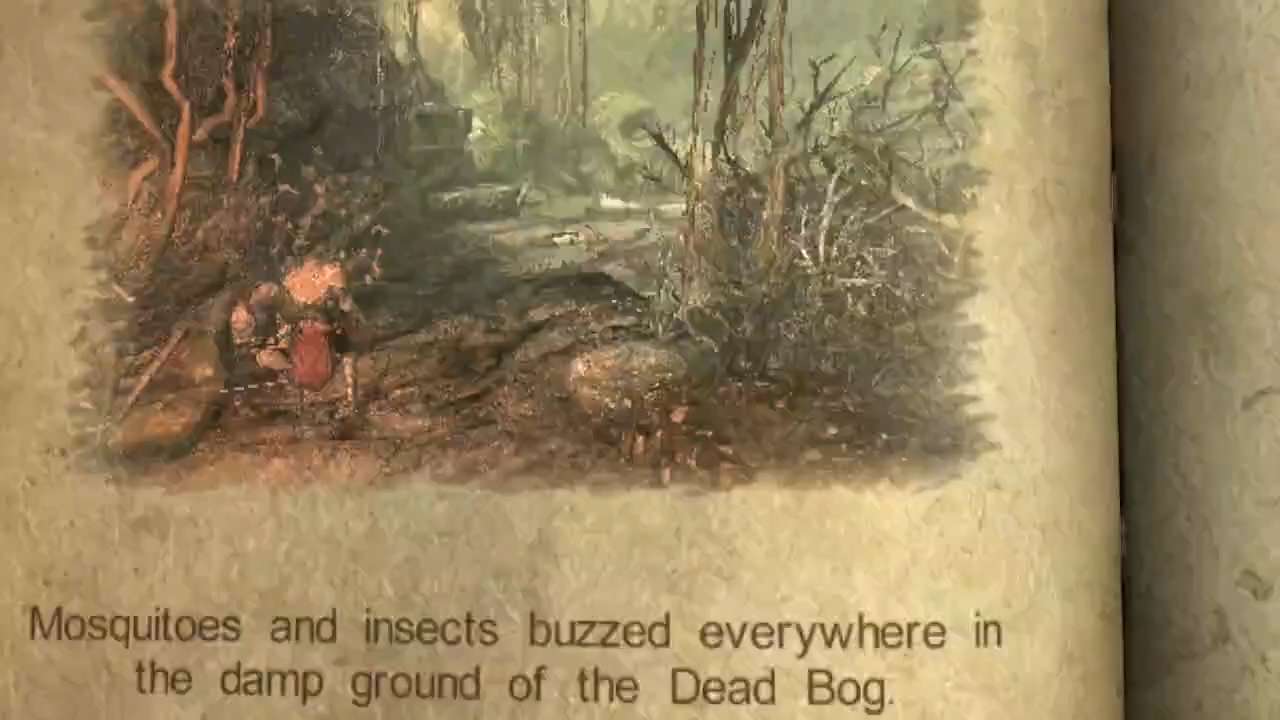 Mosquitoes and insects buzzed everywhere in
the damp ground of the Dead Bog.